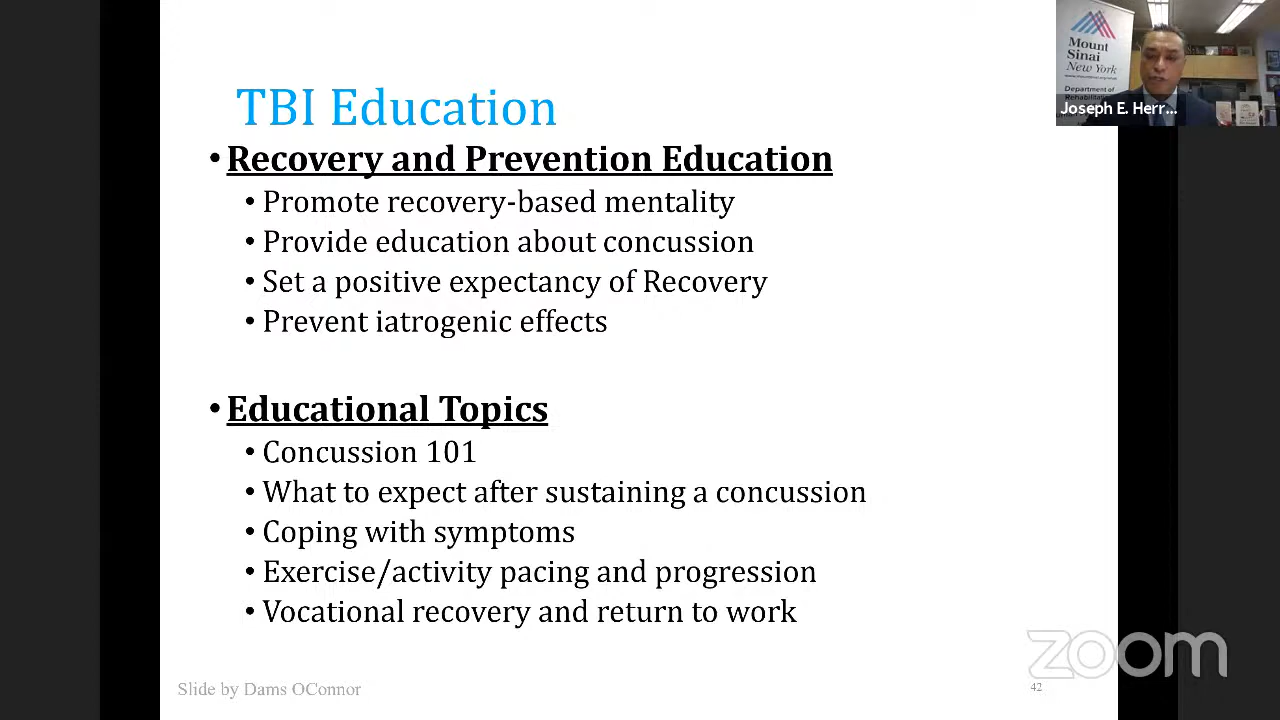 TBI Education
• Recovery and Prevention Education
• Promote recovery-based mentality
• Provide education about concussion
• Set a positive expectancy of Recovery
• Prevent iatrogenic effects
• Educational Topics
• Concussion 101
• What to expect after sustaining a concussion
• Coping with symptoms
• Exercise/activity pacing and progression
• Vocational recovery and return to work
Slide by Dams OConnor
42
zoom
Mount
Sinai
New York
Department of
Joseph E. Herr...